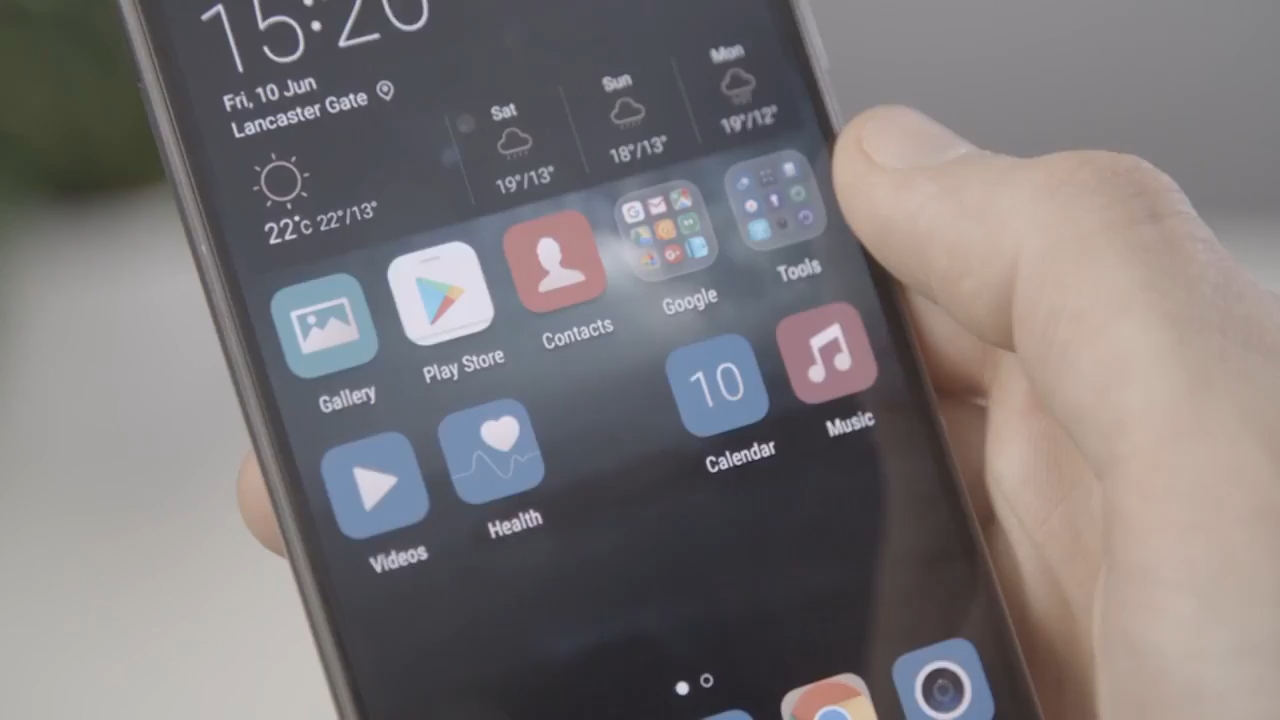 15:20
Fri, 10 Jun
Lancaster Gate
22°c 22°/13°
Sat
19°/13°
Sun
18°/13°
Mon
19°/12°
Gallery
Play Store
Contacts
Google
Tools
Videos
Health
10
Calendar
Music